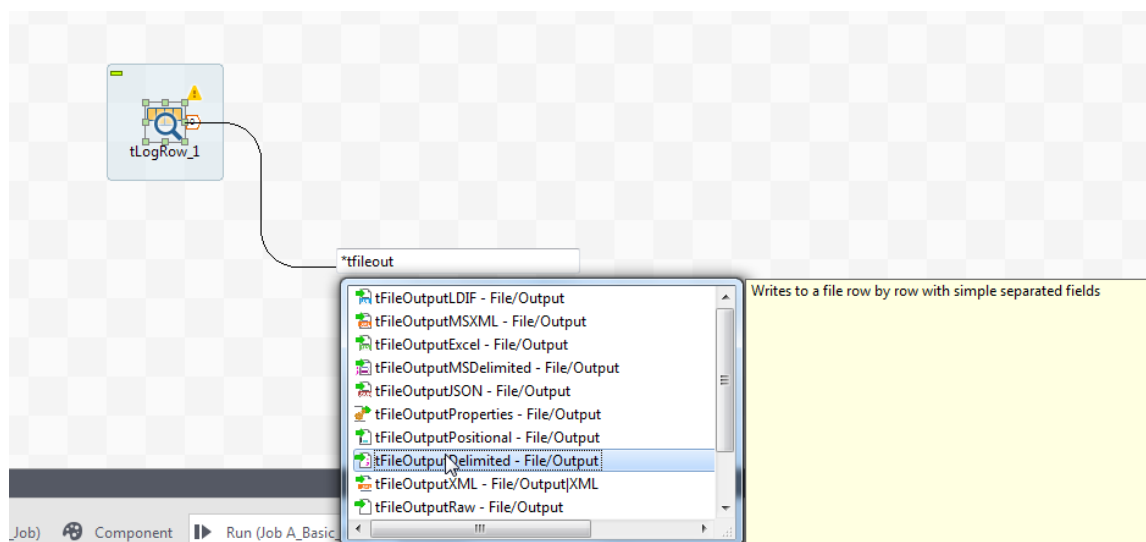 tLogRow_1
*tfileout
tFileOutputLDIF - File/Output
Writes to a file row by row with simple separated fields
tFileOutputMSXML - File/Output
tFileOutputExcel - File/Output
tFileOutputMSDelimited - File/Output
tFileOutputJSON - File/Output
tFileOutputProperties - File/Output
tFileOutputPositional - File/Output
tFileOutputDelimited - File/Output
tFileOutputXML - File/Output|XML
tFileOutputRaw - File/Output
_Job) Component Run (Job A_Basic_